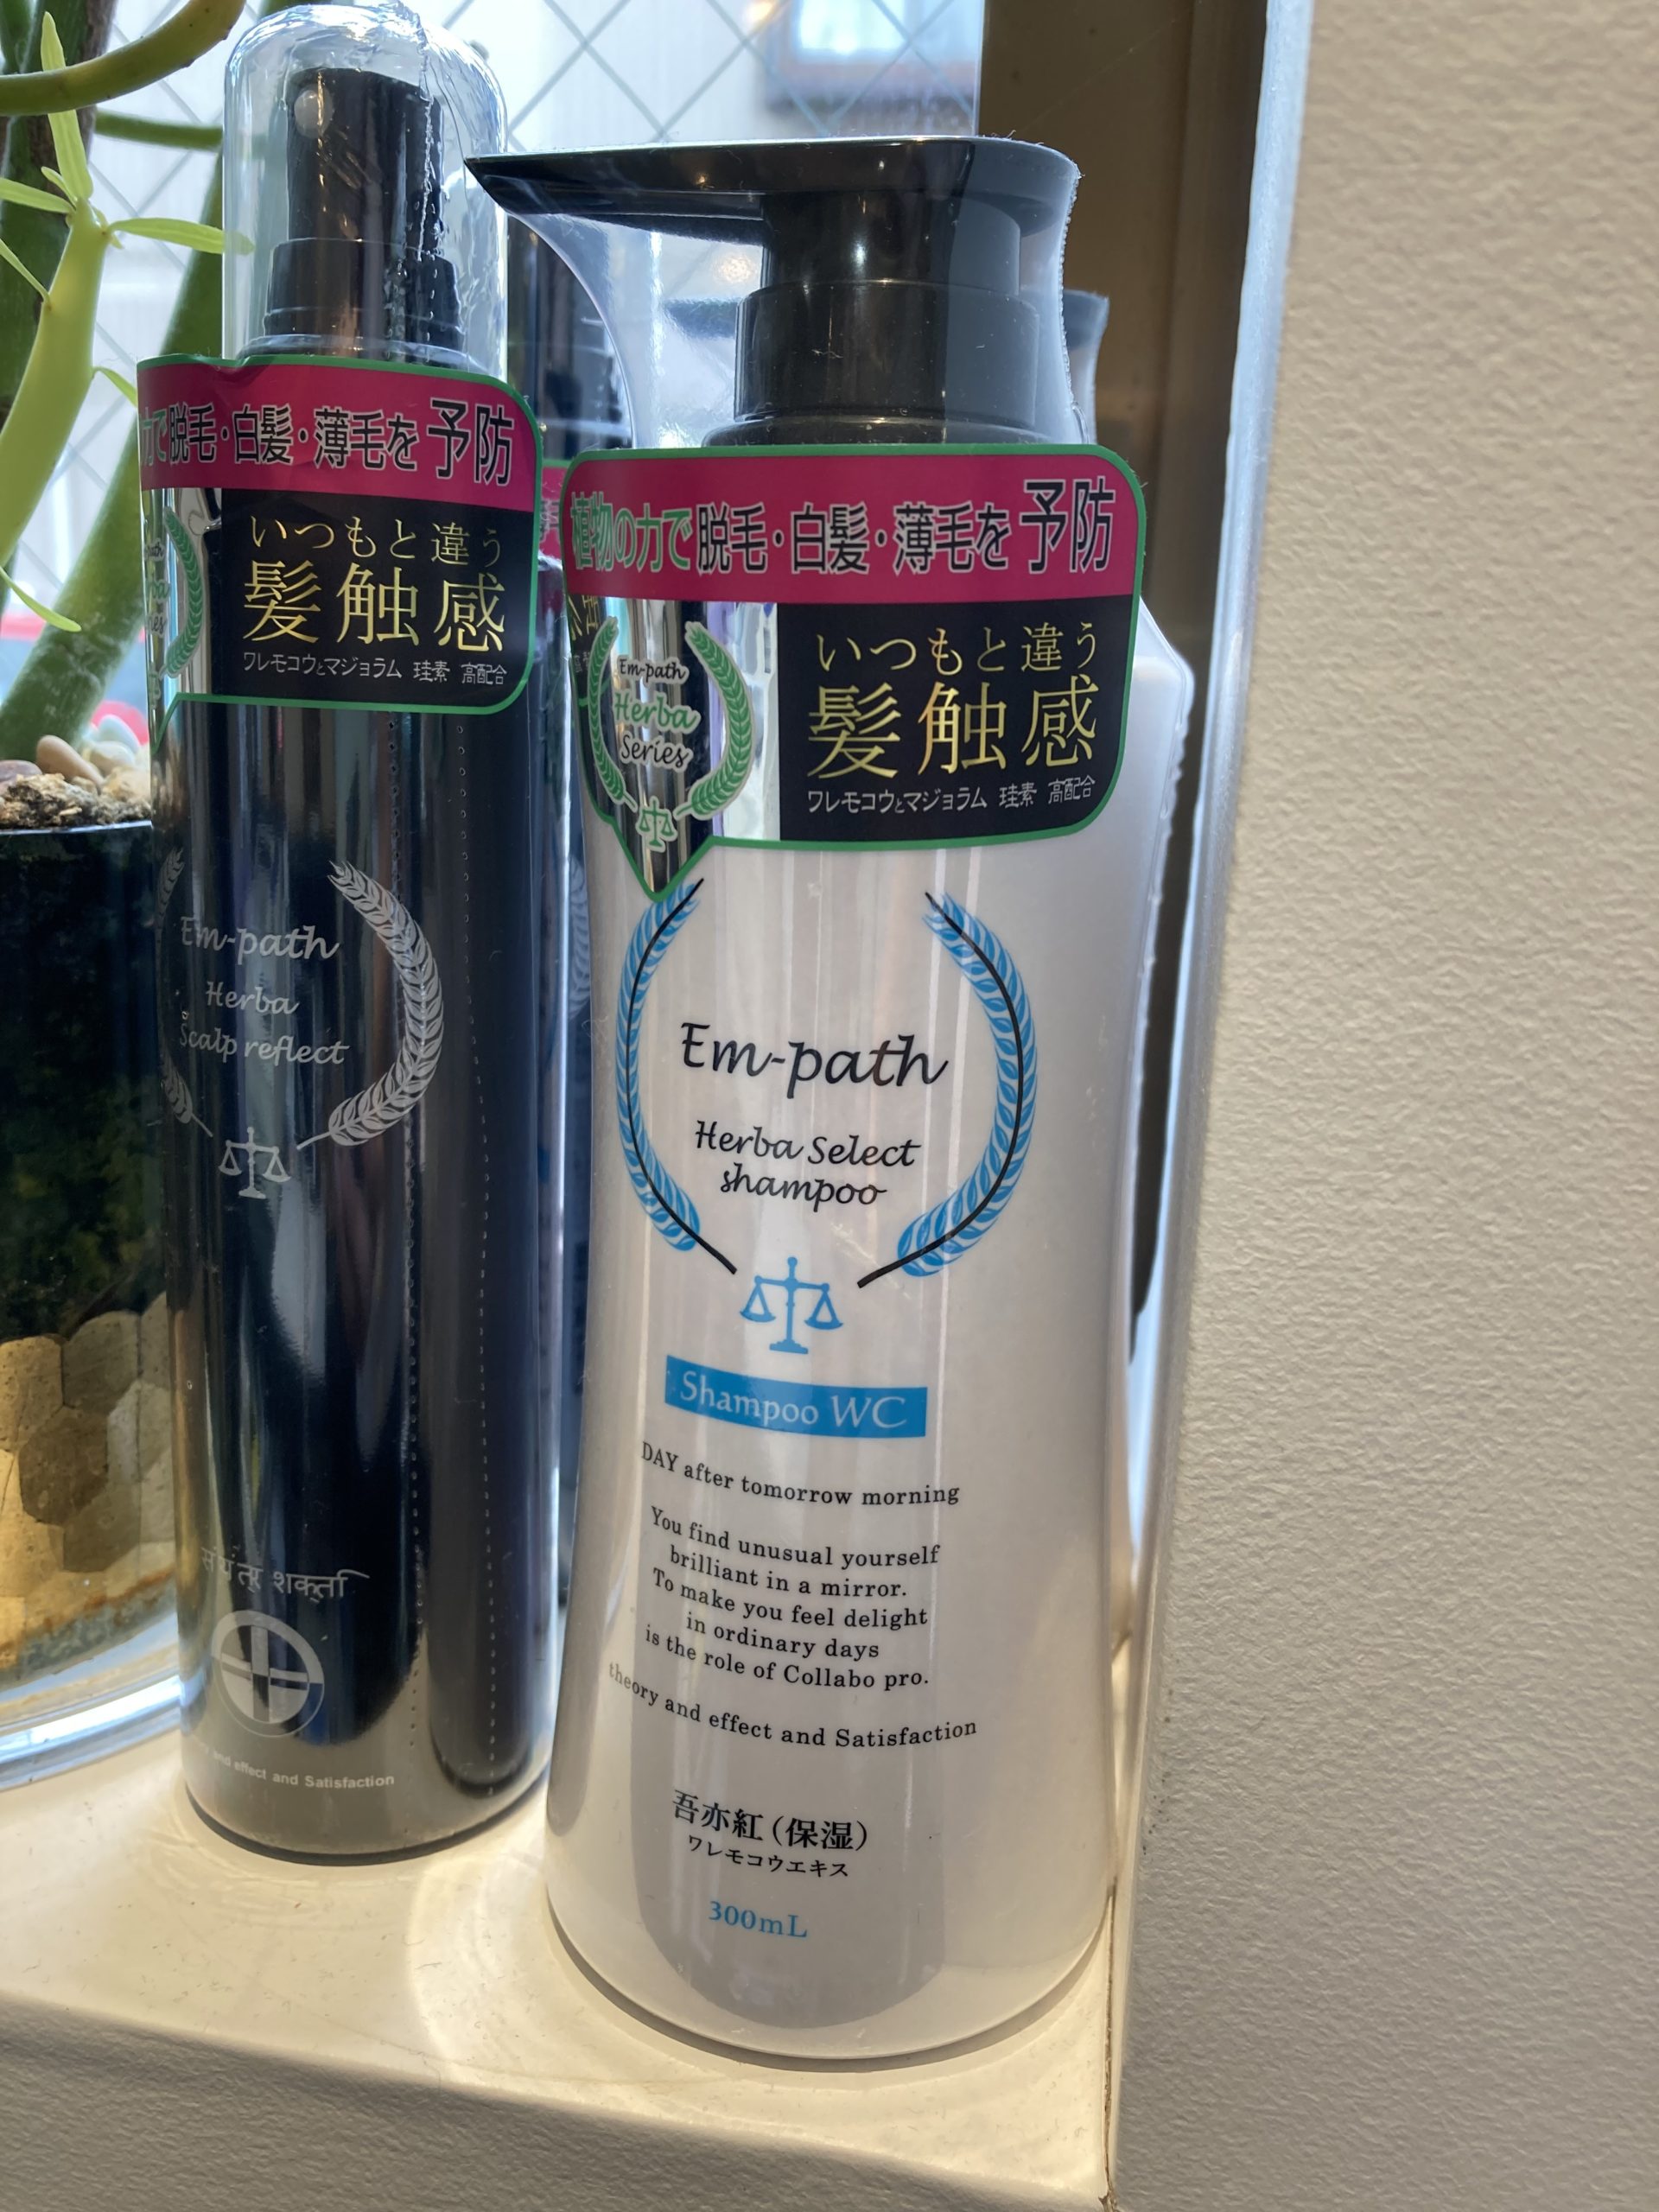 で脱毛・白髪・薄毛を予防
いつもと違う
髪触感
ワレモコウとマジョラム 珪素 高配合
Em-path
Herba
Scalp reflect
and effect and Satisfaction
植物の力で脱毛・白髪・薄毛を予防
Em-path
Herba
Series
いつもと違う
髪触感
ワレモコウとマジョラム 珪素 高配合
Em-path
Herba Select
shampoo
Shampoo WC
DAY after tomorrow morning
You find unusual yourself
brilliant in a mirror.
To make you feel delight
in ordinary days
is the role of Collabo pro.
theory and effect and Satisfaction
吾亦紅(保湿)
ワレモコウエキス
300mL